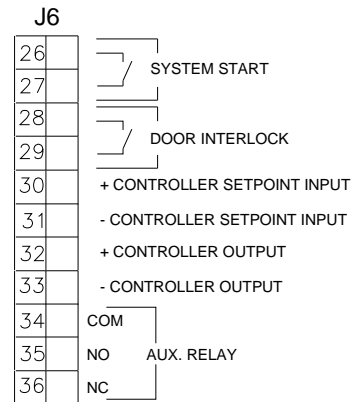 J6
26
27
SYSTEM START
28
29
DOOR INTERLOCK
30 + CONTROLLER SETPOINT INPUT
31 - CONTROLLER SETPOINT INPUT
32 + CONTROLLER OUTPUT
33 - CONTROLLER OUTPUT
34 COM
35 NO AUX. RELAY
36 NC